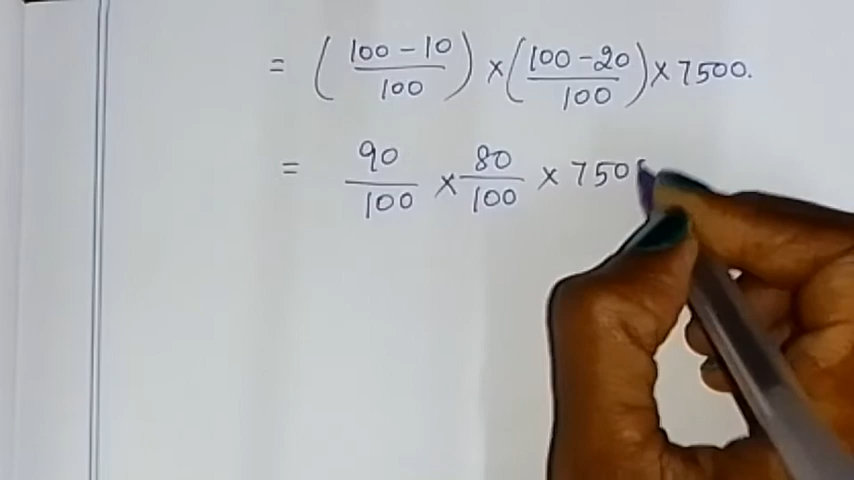 = (100 - 10 / 100) × (100 - 20 / 100) × 7500.
= 90 / 100 × 80 / 100 × 750